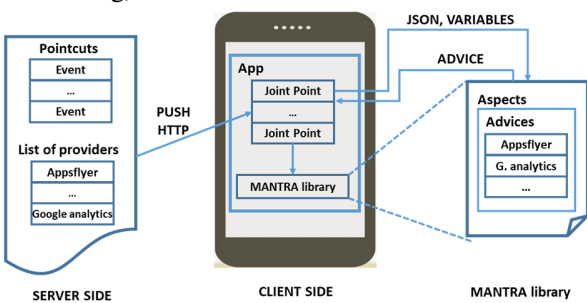 JSON, VARIABLES
ADVICE
Pointcuts
Event
...
Event
List of providers
Appsflyer
...
Google analytics
SERVER SIDE
PUSH
HTTP
App
Joint Point
...
Joint Point
MANTRA library
CLIENT SIDE
Aspects
Advices
Appsflyer
G. analytics
...
MANTRA library